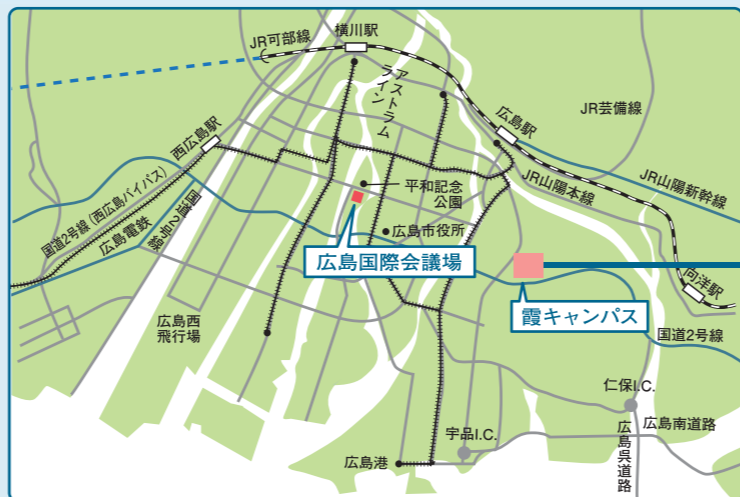 横川駅
JR可部線
アストラム
ライン
広島駅
JR芸備線
西広島駅
JR山陽新幹線
JR山陽本線
平和記念
公園
国道2号線（西広島バイパス）
広島電鉄
国道2号線
広島市役所
広島国際会議場
向洋駅
霞キャンパス
広島西
飛行場
国道2号線
仁保I.C.
広島南道路
宇品I.C.
広島呉道路
広島港